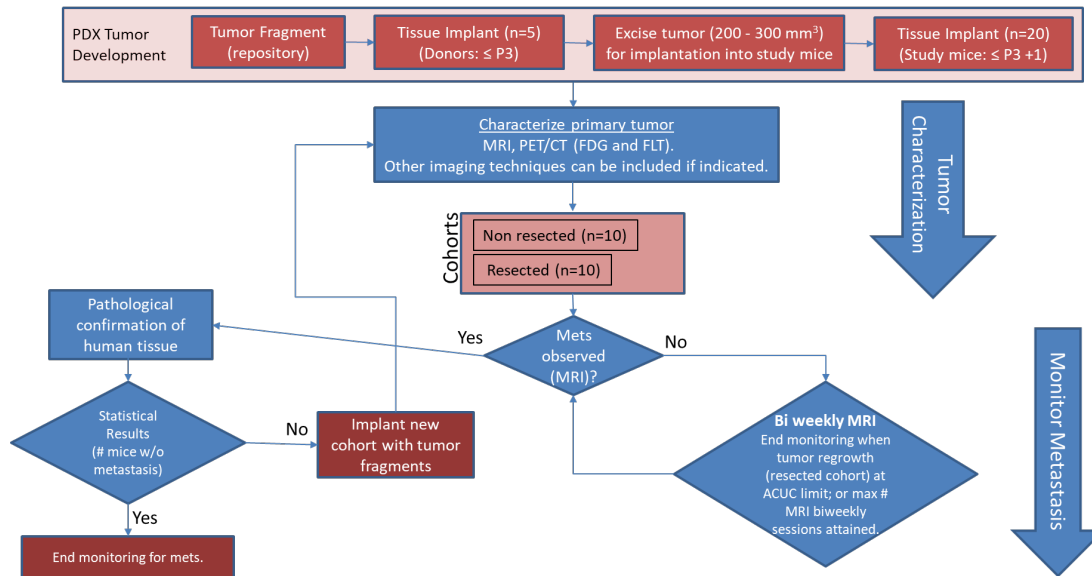 PDX Tumor
Development
Tumor Fragment
(repository)
Tissue Implant (n=5)
(Donors: ≤ P3)
Excise tumor (200 - 300 mm³)
for implantation into study mice
Tissue Implant (n=20)
(Study mice: ≤ P3 +1)
Characterize primary tumor
MRI, PET/CT (FDG and FLT).
Other imaging techniques can be included if indicated.
Tumor
Characterization
Cohorts
Non resected (n=10)
Resected (n=10)
Pathological
confirmation of
human tissue
Yes
Mets
observed
(MRI)?
No
Monitor Metastasis
Statistical
Results
(# mice w/o
metastasis)
No
Implant new
cohort with tumor
fragments
Bi weekly MRI
End monitoring when
tumor regrowth
(resected cohort) at
ACUC limit; or max #
MRI biweekly
sessions attained.
Yes
End monitoring for mets.